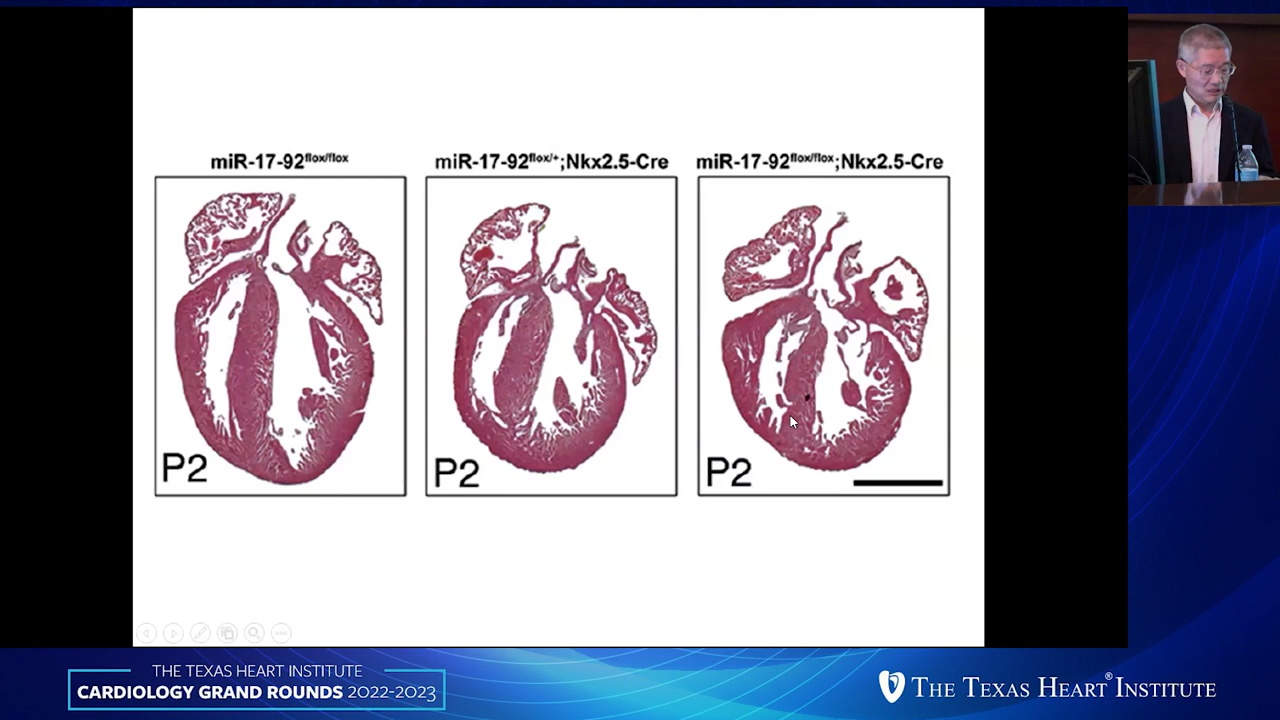 miR-17-92flox/flox
miR-17-92flox/+;Nkx2.5-Cre
miR-17-92flox/flox;Nkx2.5-Cre
P2
P2
P2
THE TEXAS HEART INSTITUTE
CARDIOLOGY GRAND ROUNDS 2022-2023
THE TEXAS HEART® INSTITUTE